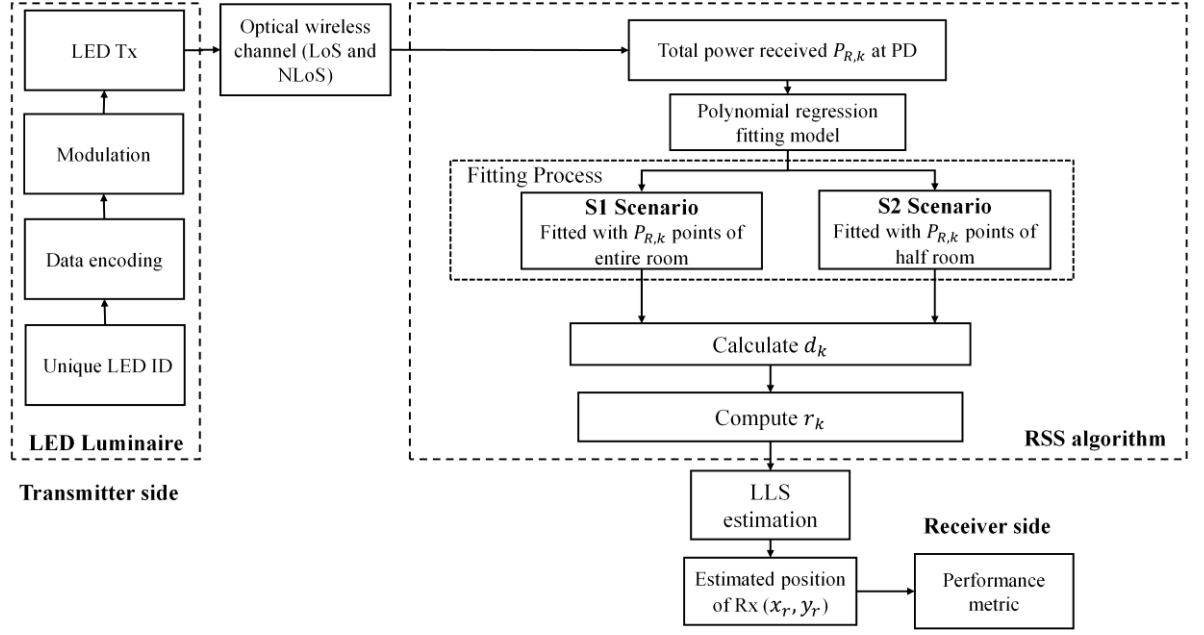 LED Tx
Modulation
Data encoding
Unique LED ID
LED Luminaire
Transmitter side
Optical wireless
channel (LoS and
NLoS)
Total power received P_{R,k} at PD
Polynomial regression
fitting model
Fitting Process
S1 Scenario
Fitted with P_{R,k} points of
entire room
S2 Scenario
Fitted with P_{R,k} points of
half room
Calculate d_k
Compute r_k
RSS algorithm
LLS
estimation
Receiver side
Estimated position
of Rx (x_r, y_r)
Performance
metric